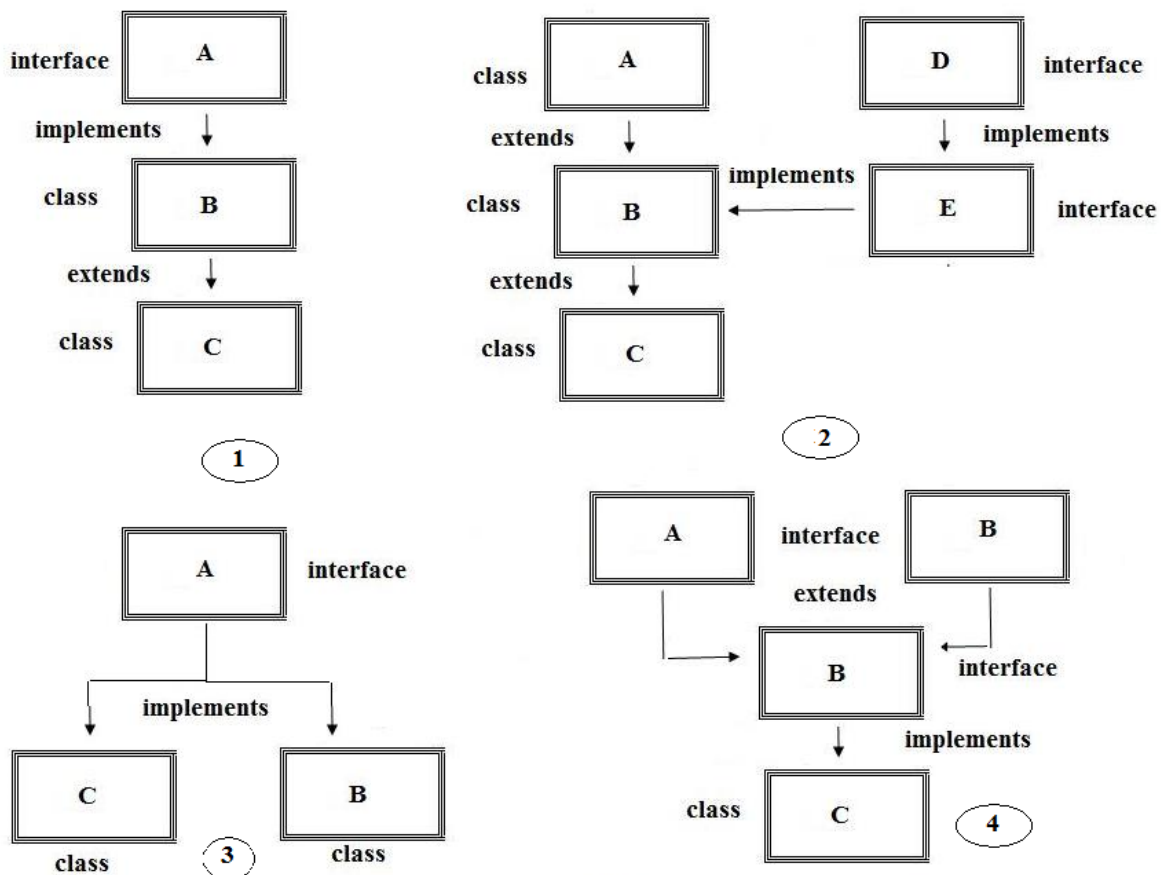 interface
A
implements
class
B
extends
class
C
1
class
A
D
interface
extends
implements
class
B
implements
E
interface
extends
class
C
2
A
interface
implements
C
B
class
3
class
A
interface
B
extends
B
interface
implements
class
C
4